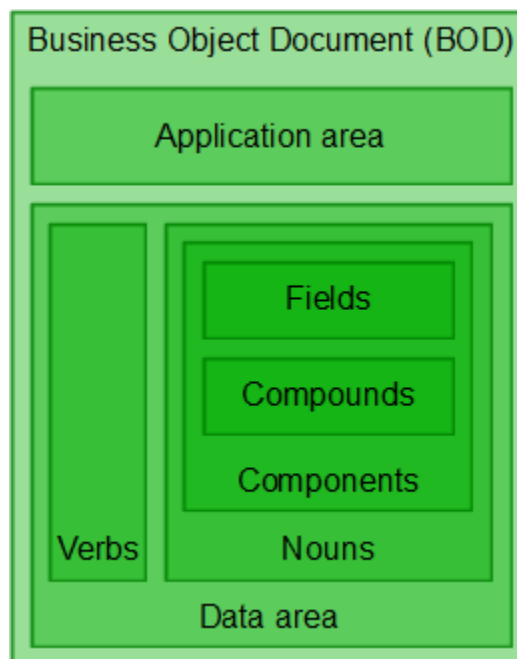 Business Object Document (BOD)
Application area
Fields
Compounds
Components
Verbs
Nouns
Data area